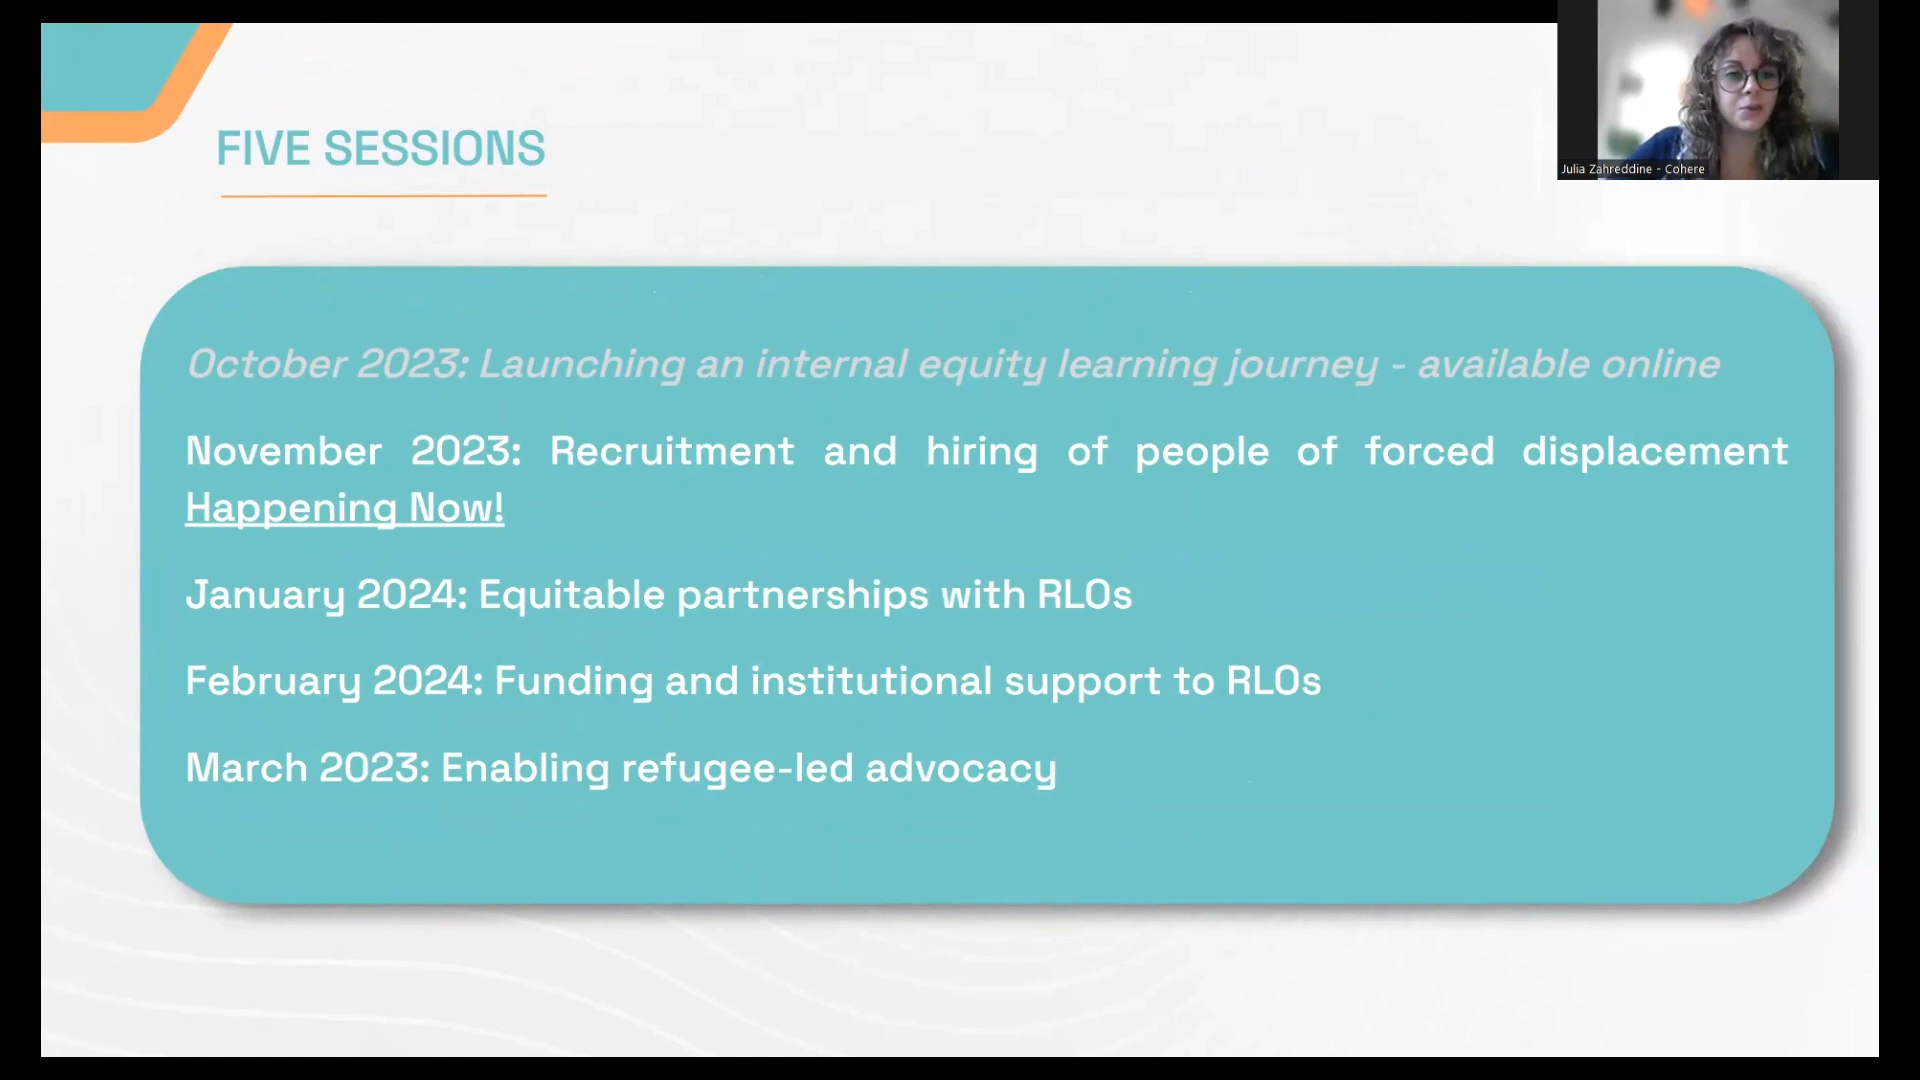 Julia Zahreddine - Cohere
FIVE SESSIONS
October 2023: Launching an internal equity learning journey - available online
November 2023: Recruitment and hiring of people of forced displacement
Happening Now!
January 2024: Equitable partnerships with RLOs
February 2024: Funding and institutional support to RLOs
March 2023: Enabling refugee-led advocacy